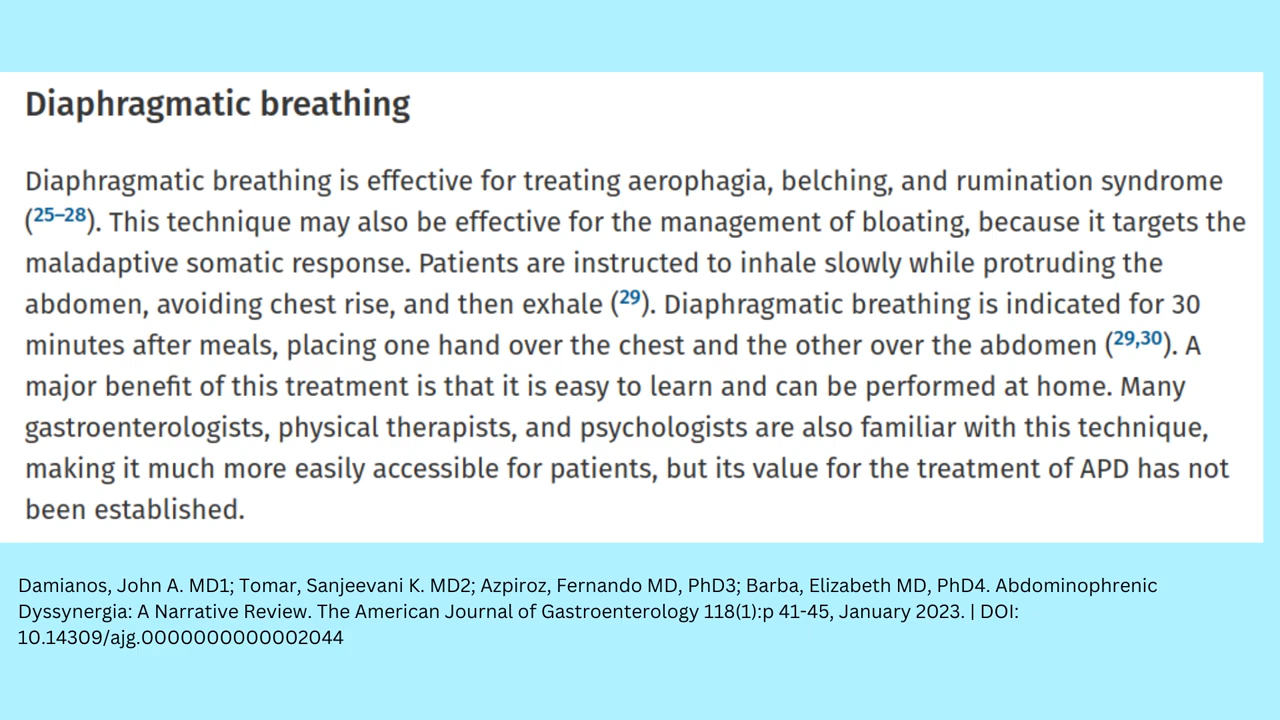 Diaphragmatic breathing
Diaphragmatic breathing is effective for treating aerophagia, belching, and rumination syndrome
(25–28). This technique may also be effective for the management of bloating, because it targets the
maladaptive somatic response. Patients are instructed to inhale slowly while protruding the
abdomen, avoiding chest rise, and then exhale (29). Diaphragmatic breathing is indicated for 30
minutes after meals, placing one hand over the chest and the other over the abdomen (29,30). A
major benefit of this treatment is that it is easy to learn and can be performed at home. Many
gastroenterologists, physical therapists, and psychologists are also familiar with this technique,
making it much more easily accessible for patients, but its value for the treatment of APD has not
been established.
Damianos, John A. MD1; Tomar, Sanjeevani K. MD2; Azpiroz, Fernando MD, PhD3; Barba, Elizabeth MD, PhD4. Abdominophrenic
Dyssynergia: A Narrative Review. The American Journal of Gastroenterology 118(1):p 41-45, January 2023. | DOI:
10.14309/ajg.0000000000002044